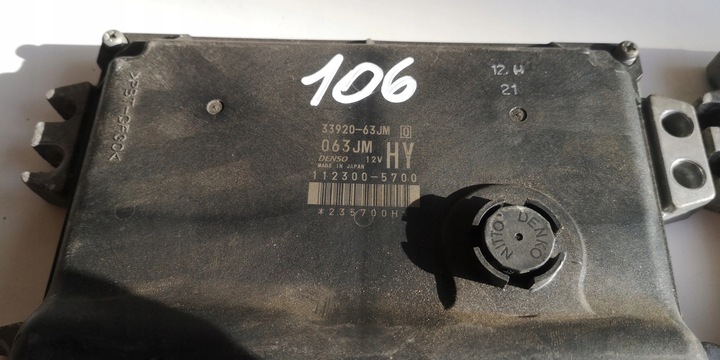 106
12. H
21
33920-63JM D
063JM HY
DENSO 12V
MADE IN JAPAN
112300-5700
*235700H
NITTO DENKO